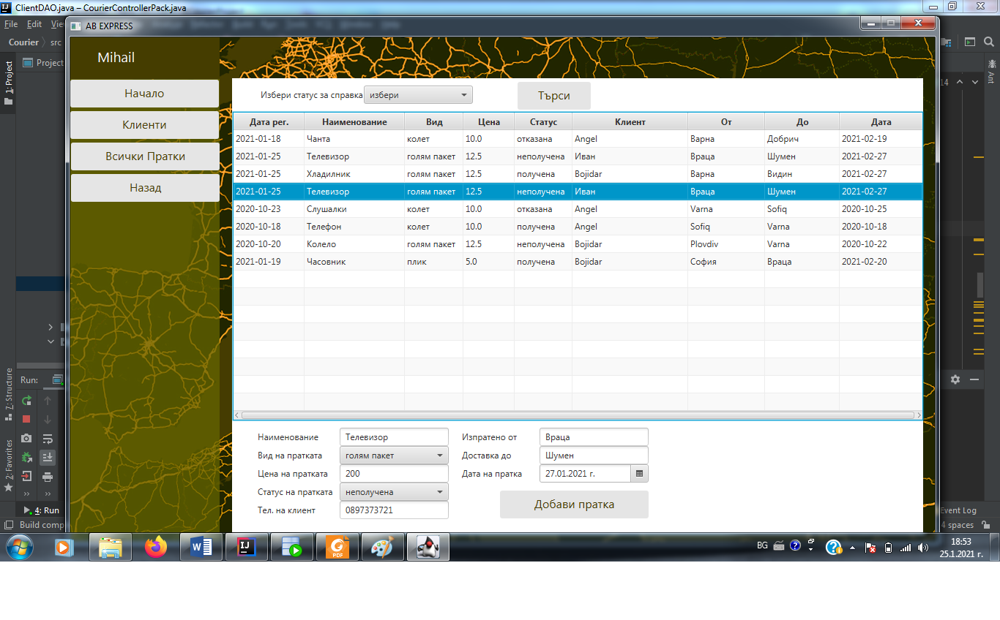 ClientDAO.java – CourierControllerPack.java
File Edit
AB EXPRESS
Courier src
Mihail
1: Project
Project
Ant
14
Начало
Клиенти
Всички Пратки
Назад
Избери статус за справка избери Търси
Дата рег. Наименование Вид Цена Статус Клиент От До Дата
2021-01-18 Чанта колет 10.0 отказана Angel Варна Добрич 2021-02-19
2021-01-25 Телевизор голям пакет 12.5 неполучена Иван Враца Шумен 2021-02-27
2021-01-25 Хладилник голям пакет 12.5 получена Bojidar Варна Видин 2021-02-27
2021-01-25 Телевизор голям пакет 12.5 неполучена Иван Враца Шумен 2021-02-27
2020-10-23 Слушалки колет 10.0 отказана Angel Varna Sofiq 2020-10-25
2020-10-18 Телефон колет 10.0 получена Angel Sofiq Varna 2020-10-18
2020-10-20 Колело голям пакет 12.5 неполучена Bojidar Plovdiv Varna 2020-10-22
2021-01-19 Часовник плик 5.0 получена Bojidar София Враца 2021-02-20
7: Structure
Run:
2: Favorites
Наименование Телевизор Изпратено от Враца
Вид на пратката голям пакет Доставка до Шумен
Цена на пратката 200 Дата на пратка 27.01.2021 г.
Статус на пратката неполучена
Тел. на клиент 0897373721
Добави пратка
4: Run
Event Log
Build comp
4 spaces
W
IJ
PDF
BG
18:53
25.1.2021 г.